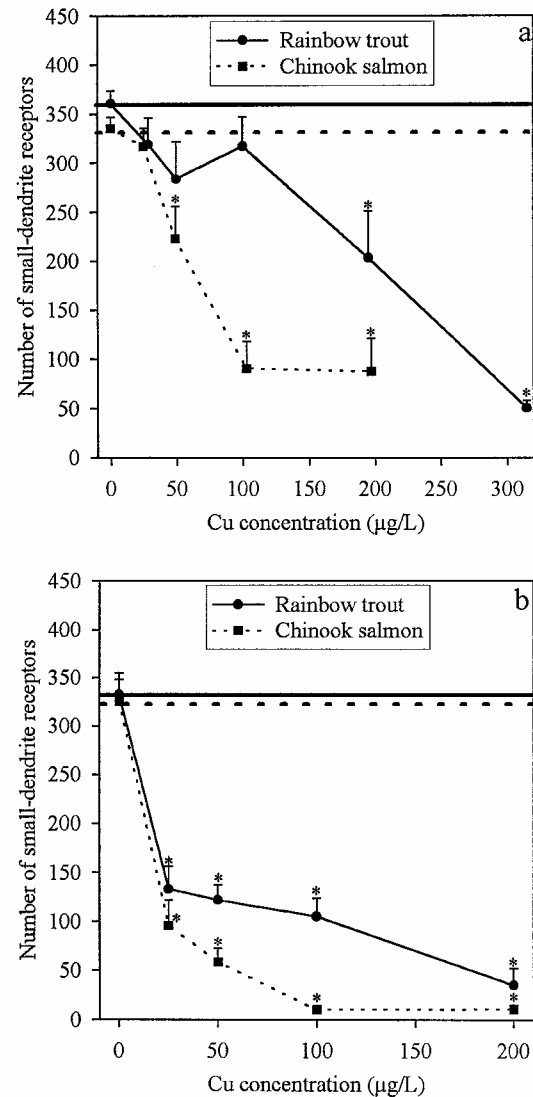 a
Rainbow trout
Chinook salmon
Number of small-dendrite receptors
450
400
350
300
250
200
150
100
50
0
*
*
*
*
*
0 50 100 150 200 250 300
Cu concentration (µg/L)
b
Rainbow trout
Chinook salmon
Number of small-dendrite receptors
450
400
350
300
250
200
150
100
50
0
*
*
*
*
*
*
*
*
0 50 100 150 200
Cu concentration (µg/L)